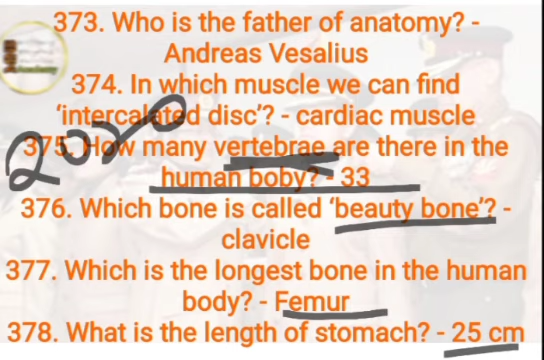 373. Who is the father of anatomy? -
Andreas Vesalius
374. In which muscle we can find
'intercalated disc'? - cardiac muscle
2020
375. How many vertebrae are there in the
human boby? - 33
376. Which bone is called 'beauty bone'? -
clavicle
377. Which is the longest bone in the human
body? - Femur
378. What is the length of stomach? - 25 cm